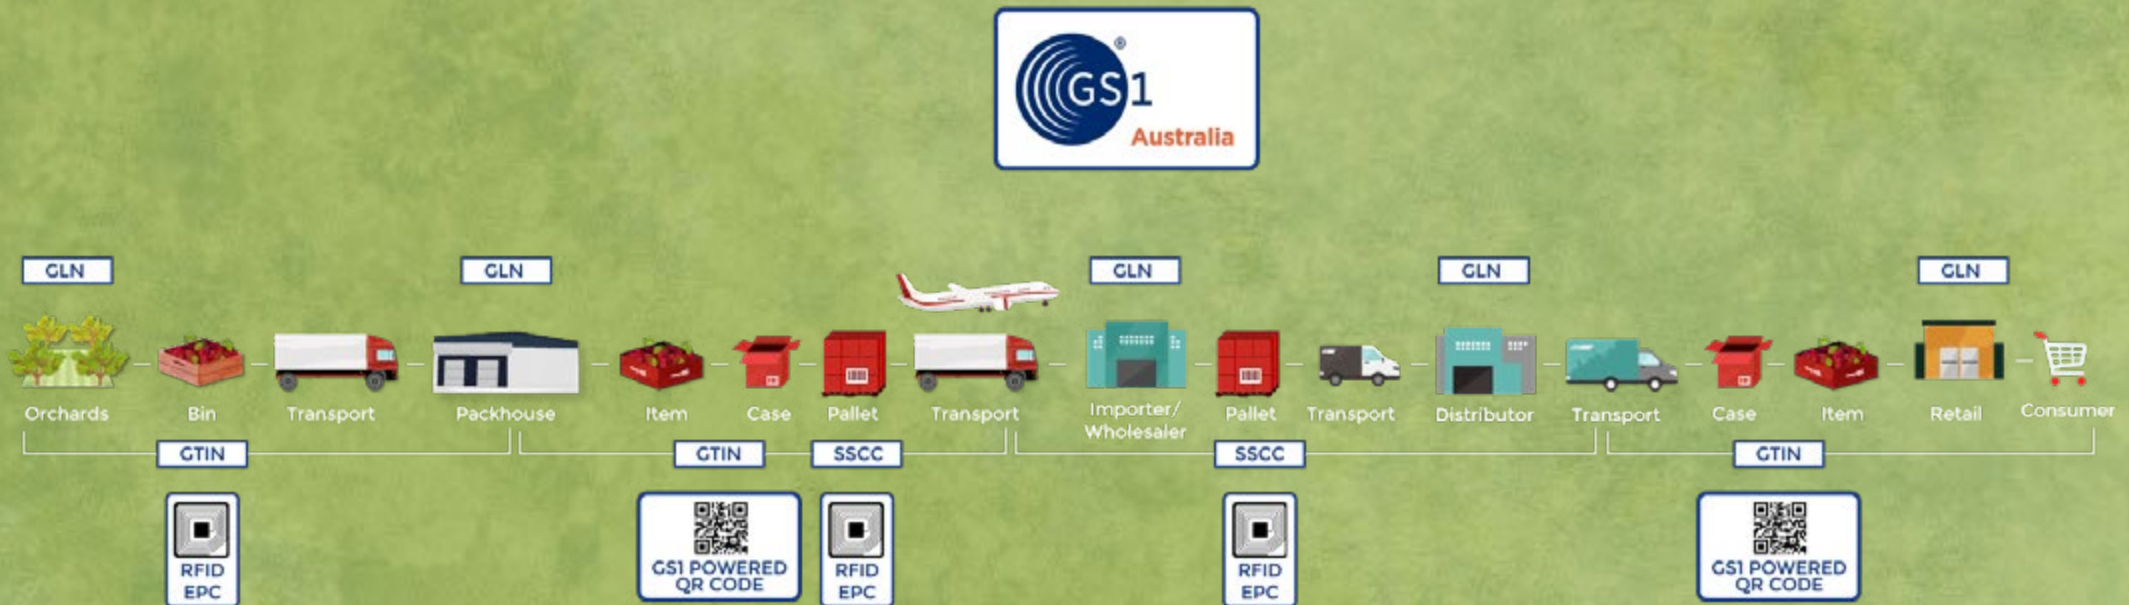 GS1
®
Australia
GLN
GLN
GLN
GLN
GLN
Orchards
Bin
Transport
Packhouse
Item
Case
Pallet
Transport
Importer/
Wholesaler
Pallet
Transport
Distributor
Transport
Case
Item
Retail
Consumer
GTIN
GTIN
SSCC
SSCC
GTIN
RFID
EPC
GS1 POWERED
QR CODE
RFID
EPC
RFID
EPC
GS1 POWERED
QR CODE